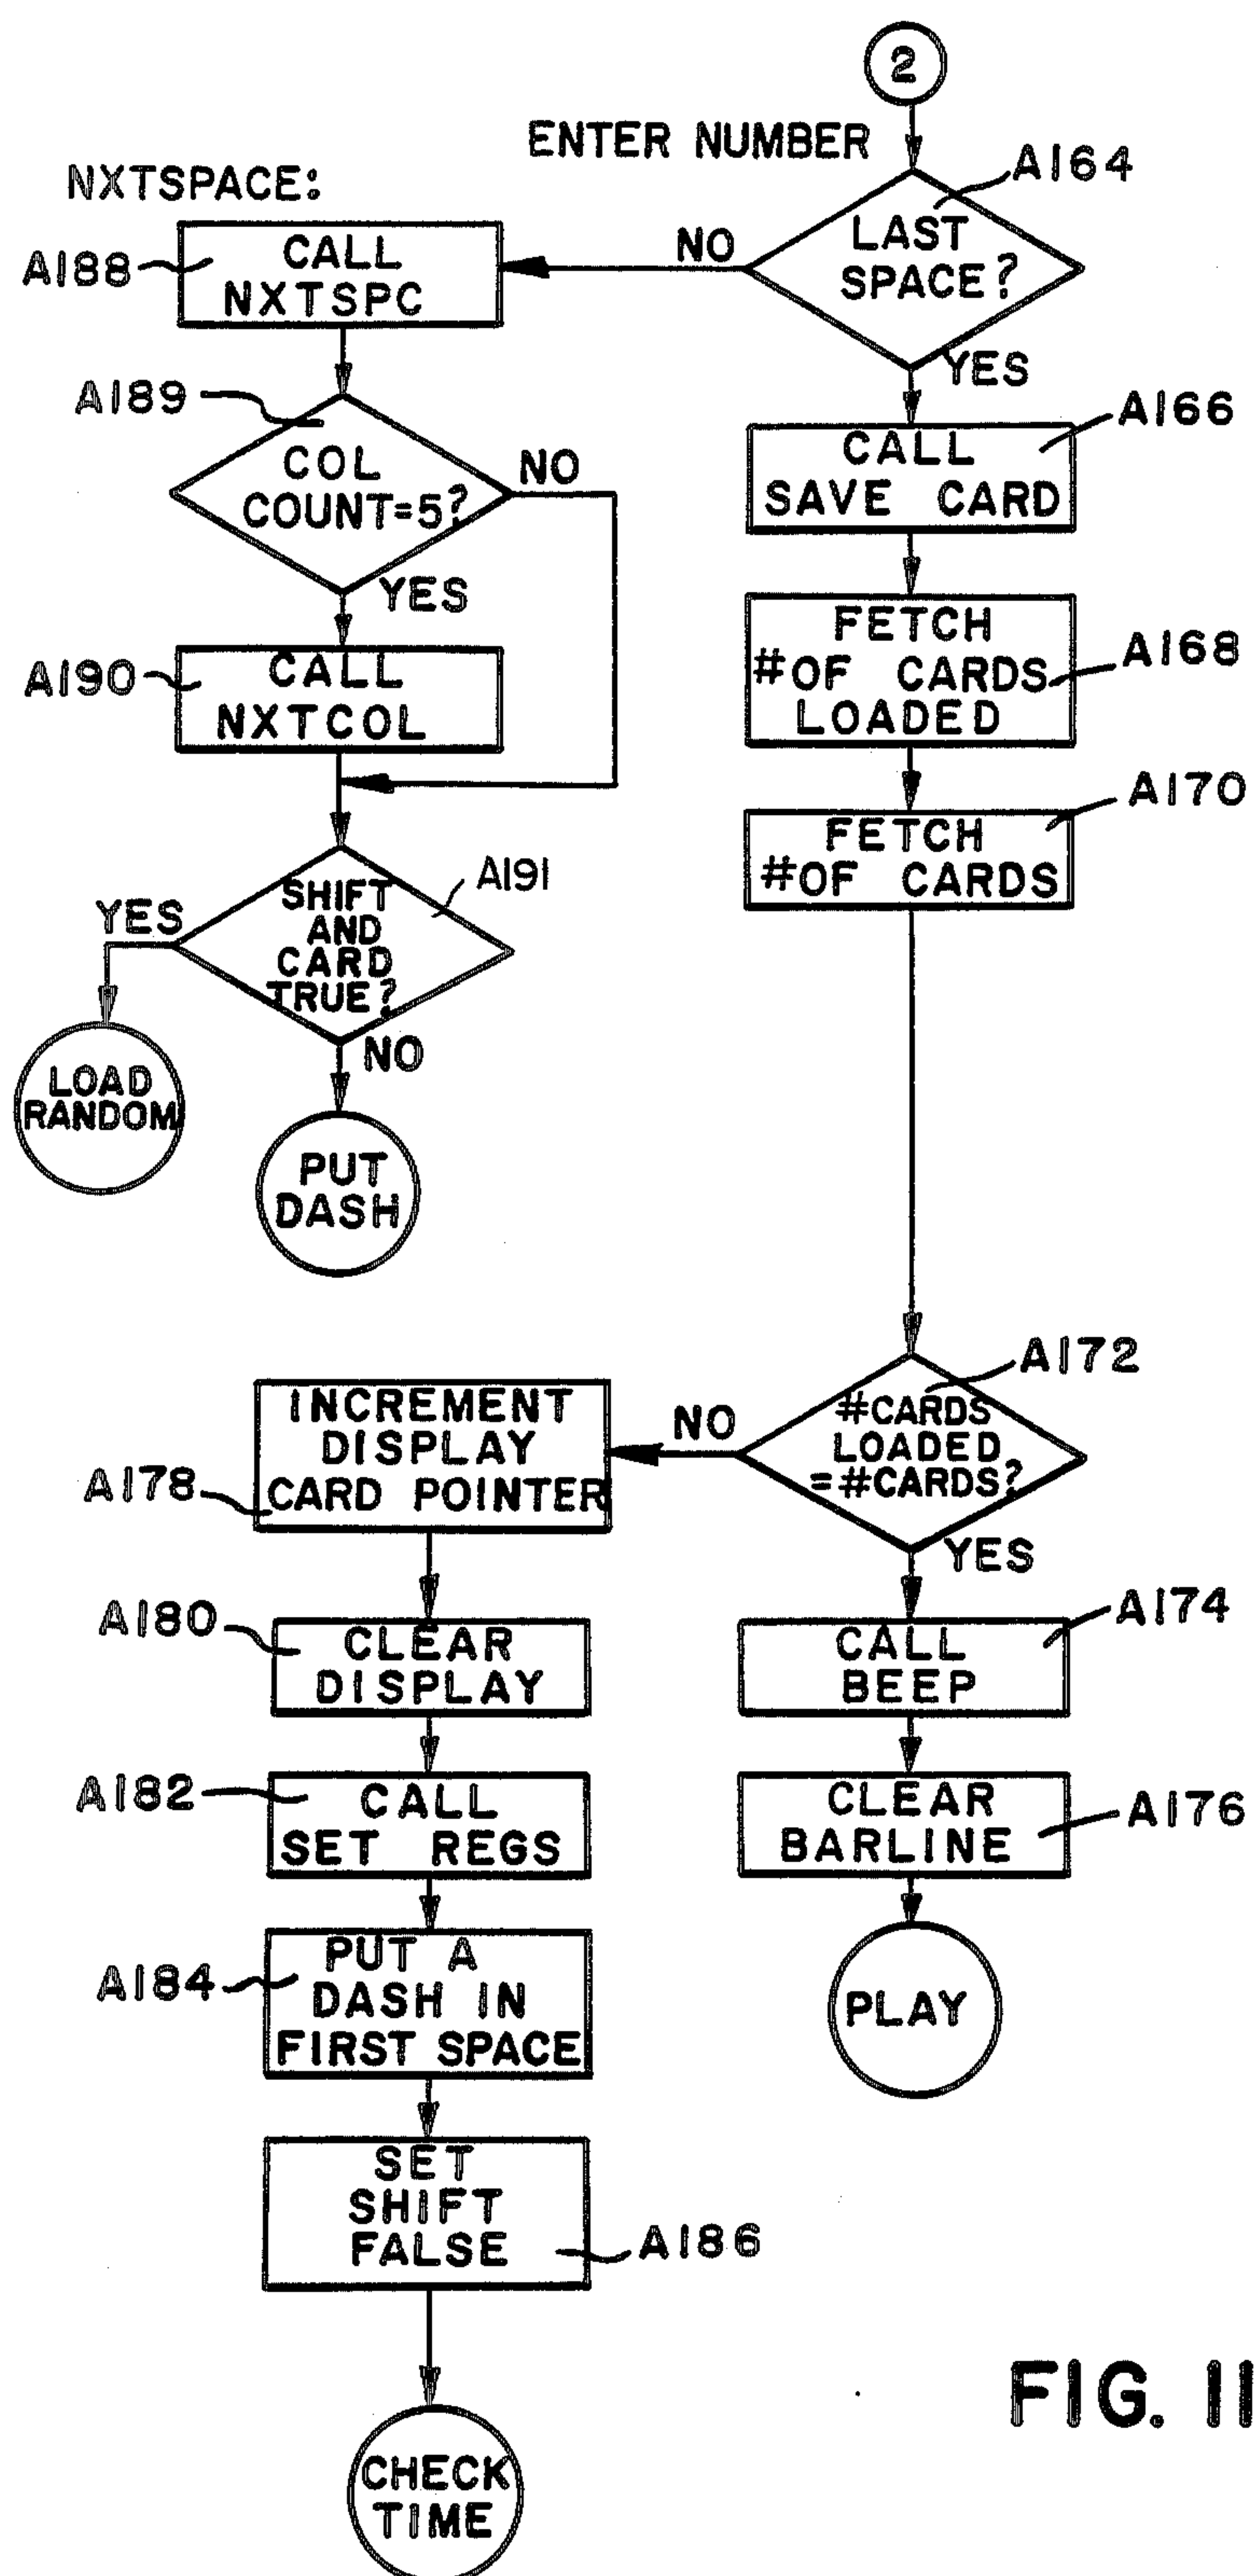 2
ENTER NUMBER
A164
LAST
SPACE?
NO
YES
NXTSPACE:
A188
CALL
NXTSPC
A189
COL
COUNT=5?
NO
YES
A190
CALL
NXTCOL
A191
SHIFT
AND
CARD
TRUE?
YES
NO
LOAD
RANDOM
PUT
DASH
A166
CALL
SAVE CARD
A168
FETCH
#OF CARDS
LOADED
A170
FETCH
#OF CARDS
A172
#CARDS
LOADED
=#CARDS?
NO
YES
A178
INCREMENT
DISPLAY
CARD POINTER
A180
CLEAR
DISPLAY
A182
CALL
SET REGS
A184
PUT A
DASH IN
FIRST SPACE
SET
SHIFT
FALSE
A186
CHECK
TIME
A174
CALL
BEEP
A176
CLEAR
BARLINE
PLAY
FIG. 11